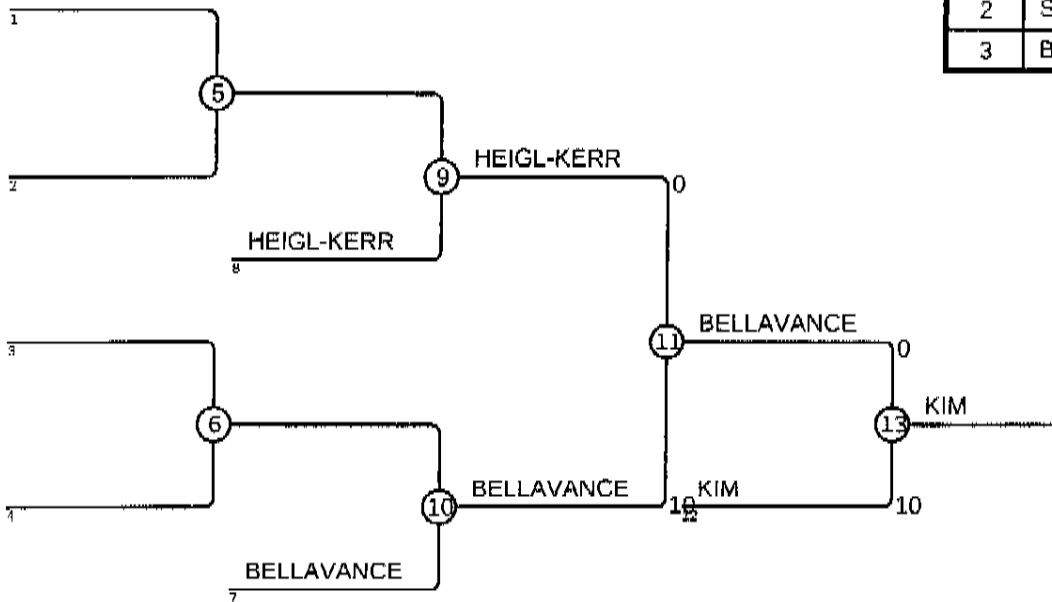 1
2 S
3 B
5
HEIGL-KERR
9
0
2
HEIGL-KERR
8
BELLAVANCE
11
0
3
KIM
6
13
BELLAVANCE
KIM
10
10
4
BELLAVANCE
7